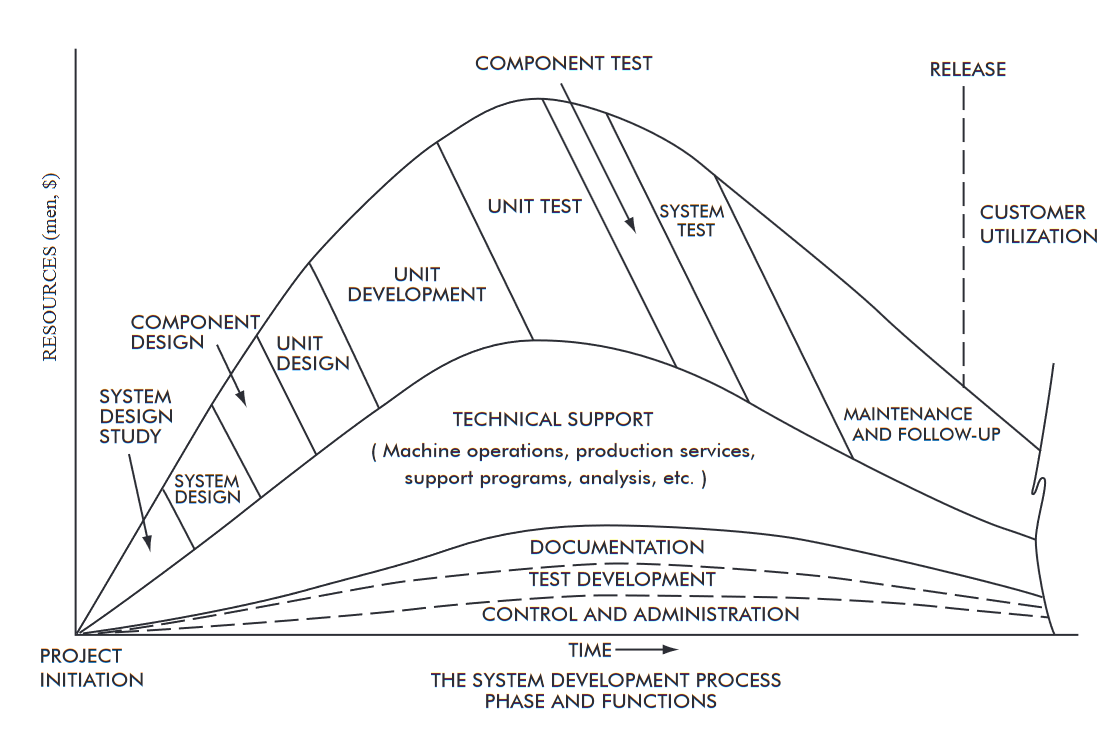 COMPONENT TEST
RELEASE
RESOURCES (men, $)
UNIT TEST
SYSTEM
TEST
CUSTOMER
UTILIZATION
UNIT
DEVELOPMENT
COMPONENT
DESIGN
UNIT
DESIGN
SYSTEM
DESIGN
STUDY
SYSTEM
DESIGN
TECHNICAL SUPPORT
( Machine operations, production services,
support programs, analysis, etc. )
MAINTENANCE
AND FOLLOW-UP
DOCUMENTATION
TEST DEVELOPMENT
CONTROL AND ADMINISTRATION
PROJECT
INITIATION
TIME
THE SYSTEM DEVELOPMENT PROCESS
PHASE AND FUNCTIONS